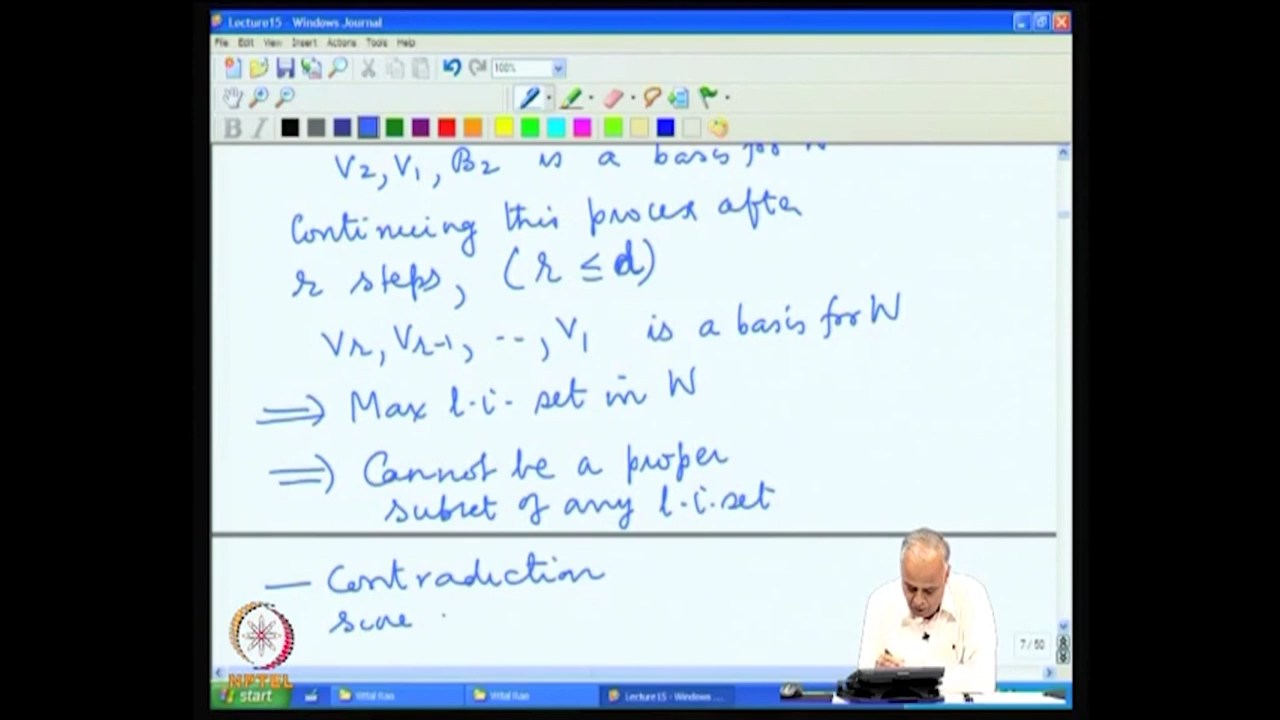 Lecture15 - Windows Journal
File Edit View Insert Actions Tools Help
100%
B I
V2, V1, B2 is a basis for W
Continuing this process after
r steps, (r ≤ d)
Vr, Vr-1, --, V1 is a basis for W
⇒ Max l.i. set in W
⇒ Cannot be a proper
subset of any l.i. set
— Contradiction
7 / 50
NPTEL
start Vittal Rao Vittal Rao Lecture15 - Windows ...